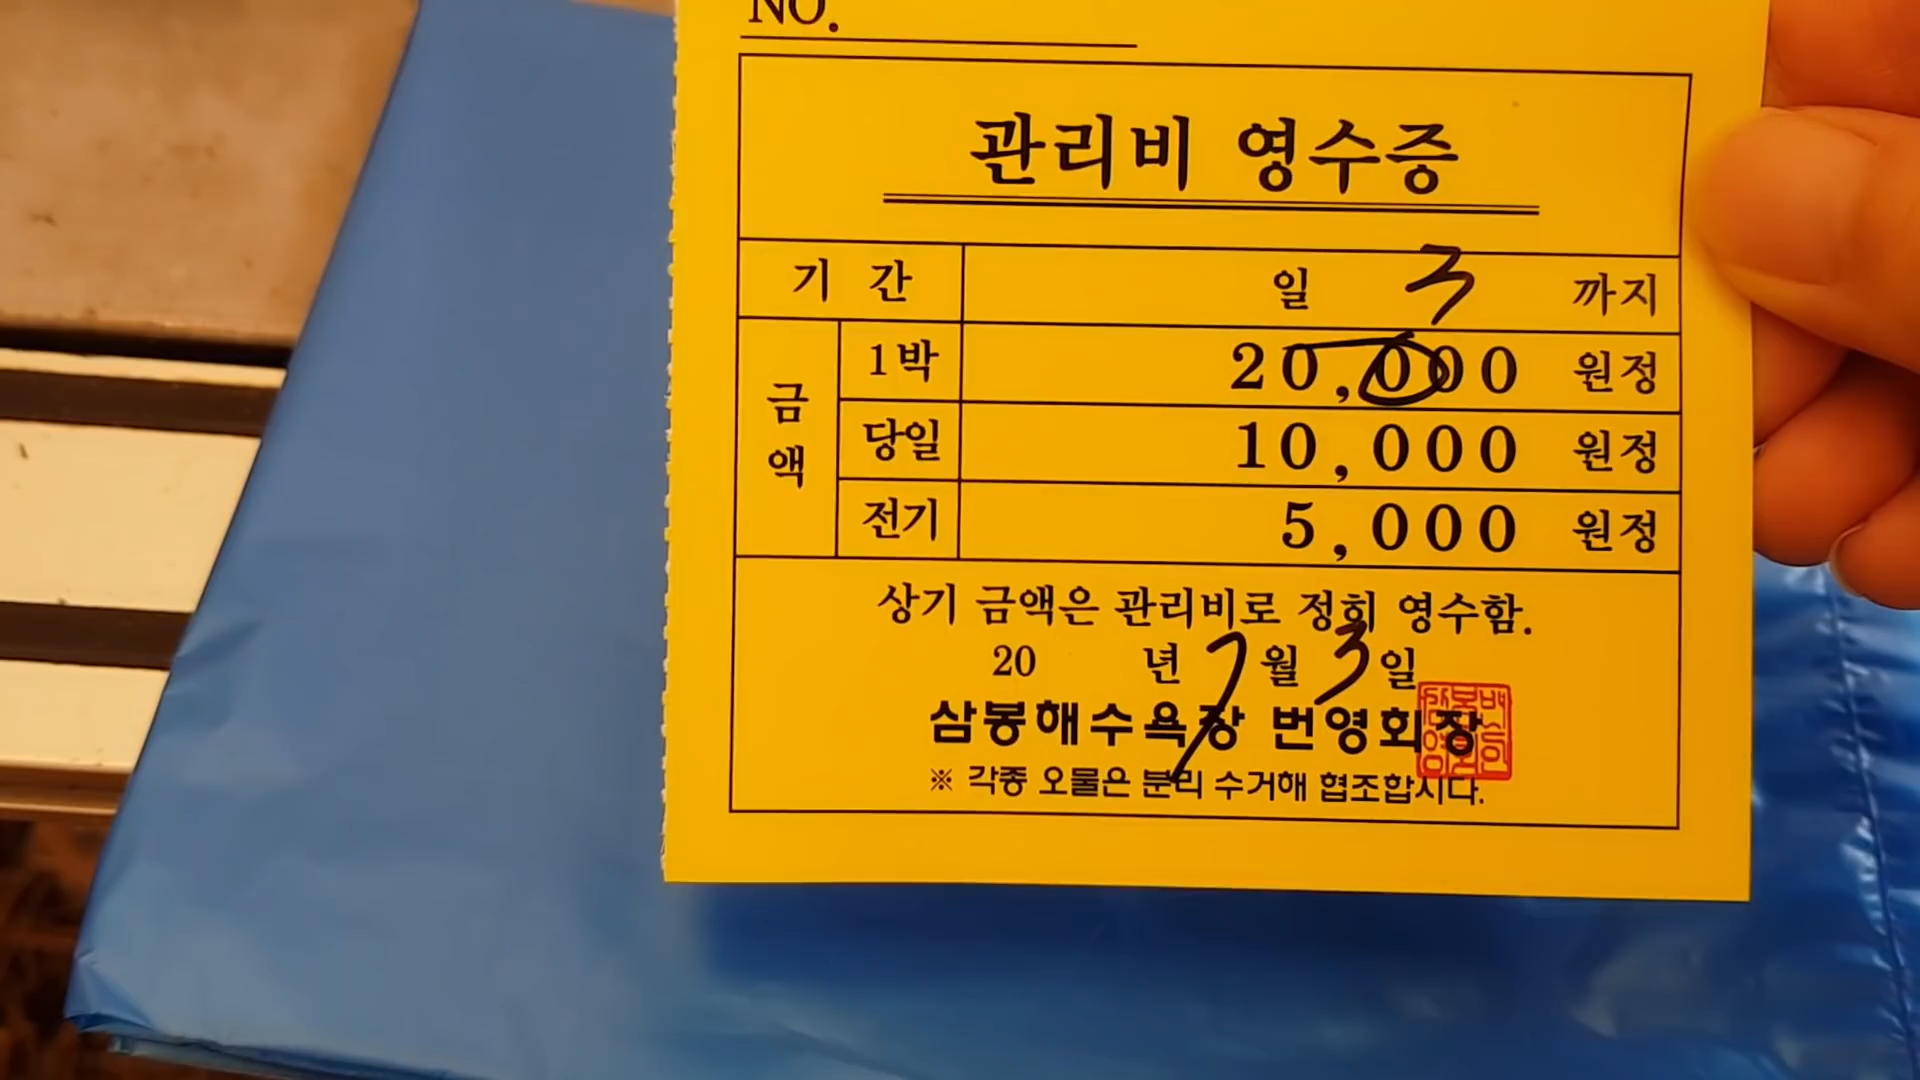 NO.
관리비 영수증
기 간 일 3 까지
금액
1박 20,000 원정
당일 10,000 원정
전기 5,000 원정
상기 금액은 관리비로 정히 영수함.
20 년 7 월 3 일
삼봉해수욕장 번영회장
※ 각종 오물은 분리 수거해 협조합시다.